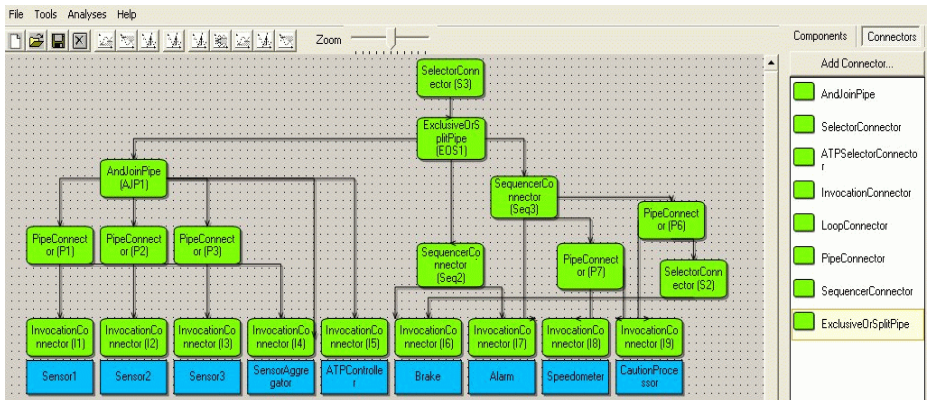 File Tools Analyses Help
Zoom
Components Connectors
Add Connector...
AndJoinPipe
SelectorConnector
ATPSelectorConnecto
r
InvocationConnector
LoopConnector
PipeConnector
SequencerConnector
ExclusiveOrSplitPipe
SelectorConn
ector (S3)
ExclusiveOrS
plitPipe
(EOS1)
AndJoinPipe
(AJP1)
SequencerCo
nnector
(Seq3)
PipeConnect
or (P6)
PipeConnect
or (P1)
PipeConnect
or (P2)
PipeConnect
or (P3)
SequencerCo
nnector
(Seq2)
PipeConnect
or (P7)
SelectorConn
ector (S2)
InvocationCo
nnector (I1)
InvocationCo
nnector (I2)
InvocationCo
nnector (I3)
InvocationCo
nnector (I4)
InvocationCo
nnector (I5)
InvocationCo
nnector (I6)
InvocationCo
nnector (I7)
InvocationCo
nnector (I8)
InvocationCo
nnector (I9)
Sensor1
Sensor2
Sensor3
SensorAggre
gator
ATPControlle
r
Brake
Alarm
Speedometer
CautionProce
ssor